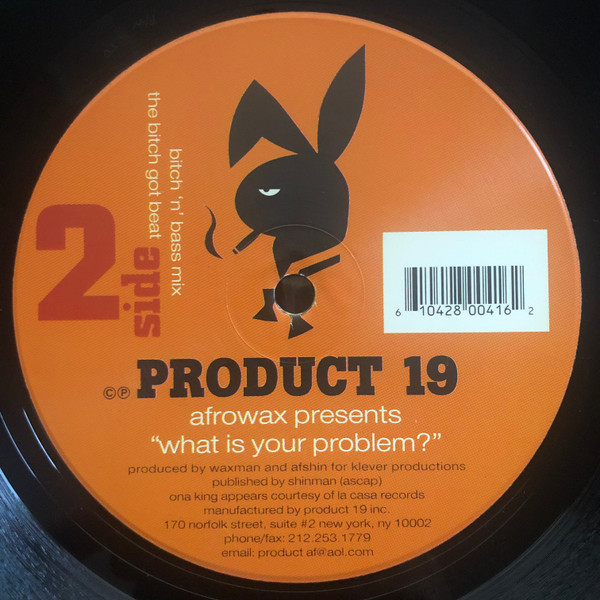 the bitch got beat
bitch 'n' bass mix
2
side
6 10428 00416 2
©℗ PRODUCT 19
afrowax presents
"what is your problem?"
produced by waxman and afshin for klever productions
published by shinman (ascap)
ona king appears courtesy of la casa records
manufactured by product 19 inc.
170 norfolk street, suite #2 new york, ny 10002
phone/fax: 212.253.1779
email: product af@aol.com